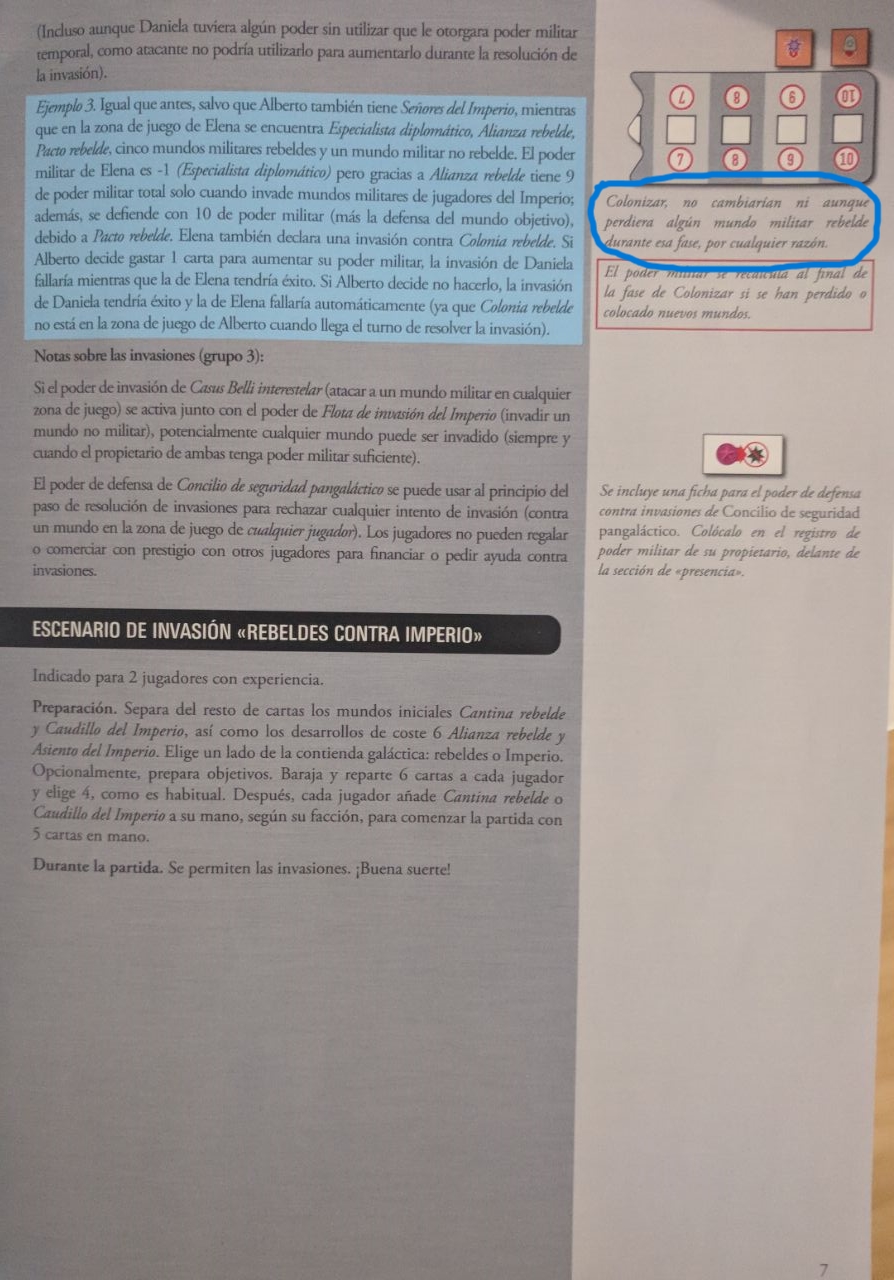 (Incluso aunque Daniela tuviera algún poder sin utilizar que le otorgara poder militar
temporal, como atacante no podría utilizarlo para aumentarlo durante la resolución de
la invasión).
Ejemplo 3. Igual que antes, salvo que Alberto también tiene Señores del Imperio, mientras
que en la zona de juego de Elena se encuentra Especialista diplomático, Alianza rebelde,
Pacto rebelde, cinco mundos militares rebeldes y un mundo militar no rebelde. El poder
militar de Elena es -1 (Especialista diplomático) pero gracias a Alianza rebelde tiene 9
de poder militar total solo cuando invade mundos militares de jugadores del Imperio;
además, se defiende con 10 de poder militar (más la defensa del mundo objetivo),
debido a Pacto rebelde. Elena también declara una invasión contra Colonia rebelde. Si
Alberto decide gastar 1 carta para aumentar su poder militar, la invasión de Daniela
fallaría mientras que la de Elena tendría éxito. Si Alberto decide no hacerlo, la invasión
de Daniela tendría éxito y la de Elena fallaría automáticamente (ya que Colonia rebelde
no está en la zona de juego de Alberto cuando llega el turno de resolver la invasión).
Notas sobre las invasiones (grupo 3):
Si el poder de invasión de Casus Belli interestelar (atacar a un mundo militar en cualquier
zona de juego) se activa junto con el poder de Flota de invasión del Imperio (invadir un
mundo no militar), potencialmente cualquier mundo puede ser invadido (siempre y
cuando el propietario de ambas tenga poder militar suficiente).
El poder de defensa de Concilio de seguridad pangaláctico se puede usar al principio del
paso de resolución de invasiones para rechazar cualquier intento de invasión (contra
un mundo en la zona de juego de cualquier jugador). Los jugadores no pueden regalar
o comerciar con prestigio con otros jugadores para financiar o pedir ayuda contra
invasiones.
ESCENARIO DE INVASIÓN «REBELDES CONTRA IMPERIO»
Indicado para 2 jugadores con experiencia.
Preparación. Separa del resto de cartas los mundos iniciales Cantina rebelde
y Caudillo del Imperio, así como los desarrollos de coste 6 Alianza rebelde y
Asiento del Imperio. Elige un lado de la contienda galáctica: rebeldes o Imperio.
Opcionalmente, prepara objetivos. Baraja y reparte 6 cartas a cada jugador
y elige 4, como es habitual. Después, cada jugador añade Cantina rebelde o
Caudillo del Imperio a su mano, según su facción, para comenzar la partida con
5 cartas en mano.
Durante la partida. Se permiten las invasiones. ¡Buena suerte!
7 8 9 10
7 8 9 10
Colonizar, no cambiarían ni aunque
perdiera algún mundo militar rebelde
durante esa fase, por cualquier razón.
El poder militar se recalcula al final de
la fase de Colonizar si se han perdido o
colocado nuevos mundos.
Se incluye una ficha para el poder de defensa
contra invasiones de Concilio de seguridad
pangaláctico. Colócalo en el registro de
poder militar de su propietario, delante de
la sección de «presencia».
7